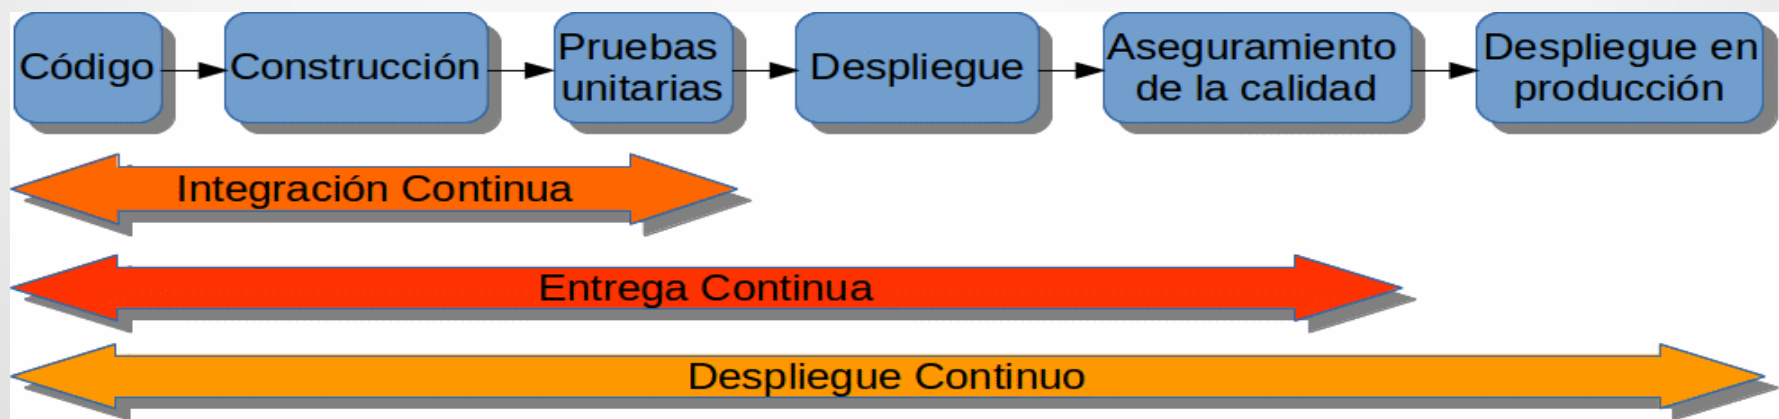 Código
Construcción
Pruebas
unitarias
Despliegue
Aseguramiento
de la calidad
Despliegue en
producción
Integración Continua
Entrega Continua
Despliegue Continuo